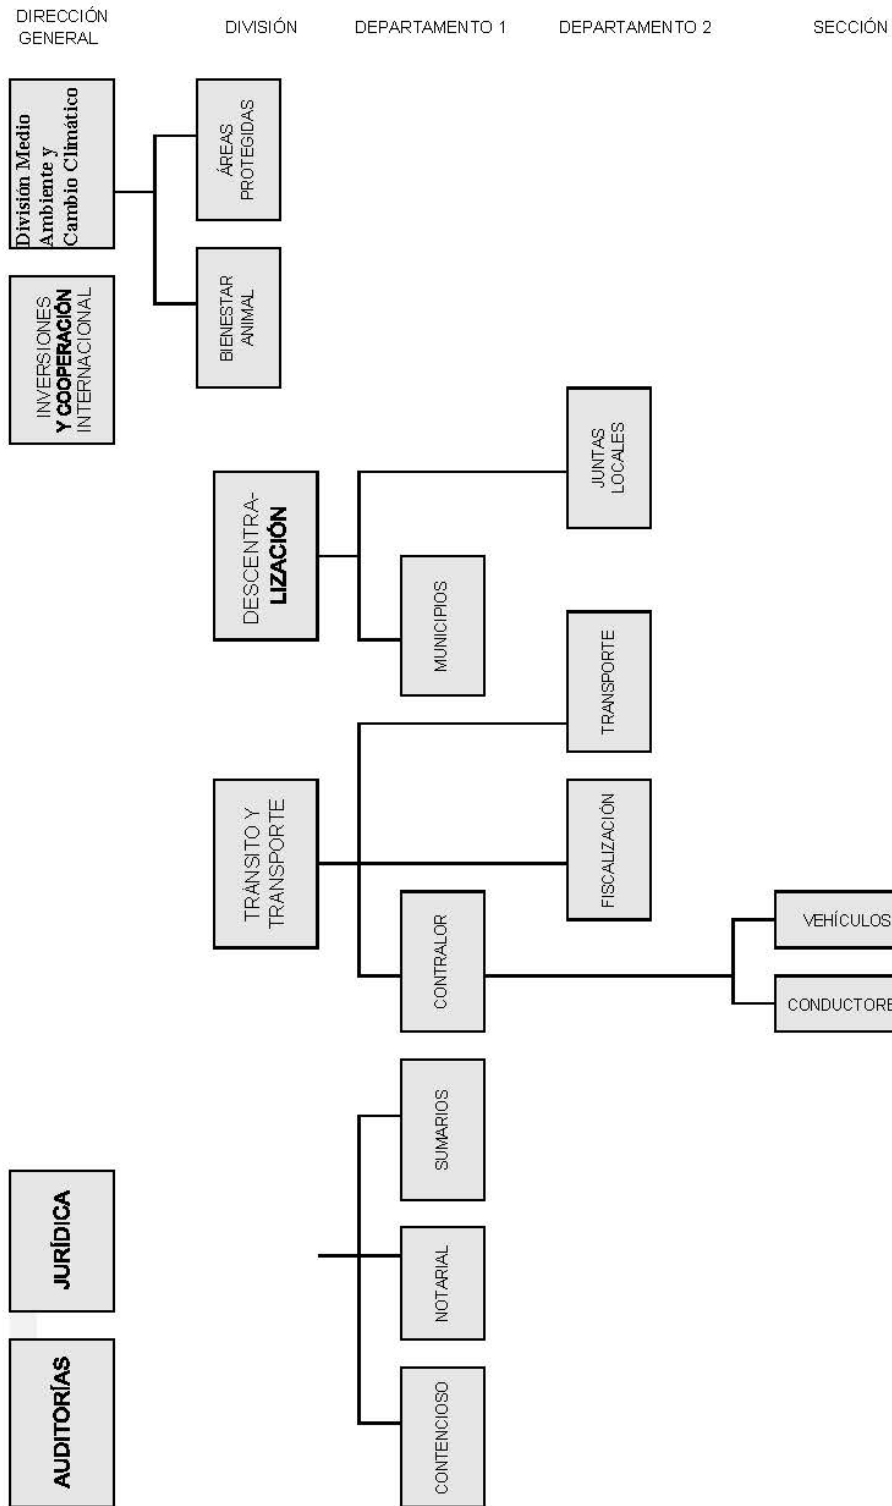 DIRECCIÓN
GENERAL
DIVISIÓN
DEPARTAMENTO 1
DEPARTAMENTO 2
SECCIÓN
AUDITORÍAS
JURÍDICA
INVERSIONES
Y COOPERACIÓN
INTERNACIONAL
División Medio
Ambiente y
Cambio Climático
TRÁNSITO Y
TRANSPORTE
DESCENTRA-
LIZACIÓN
BIENESTAR
ANIMAL
ÁREAS
PROTEGIDAS
CONTENCIOSO
NOTARIAL
SUMARIOS
CONTRALOR
MUNICIPIOS
FISCALIZACIÓN
TRANSPORTE
JUNTAS
LOCALES
CONDUCTORE
VEHÍCULOS